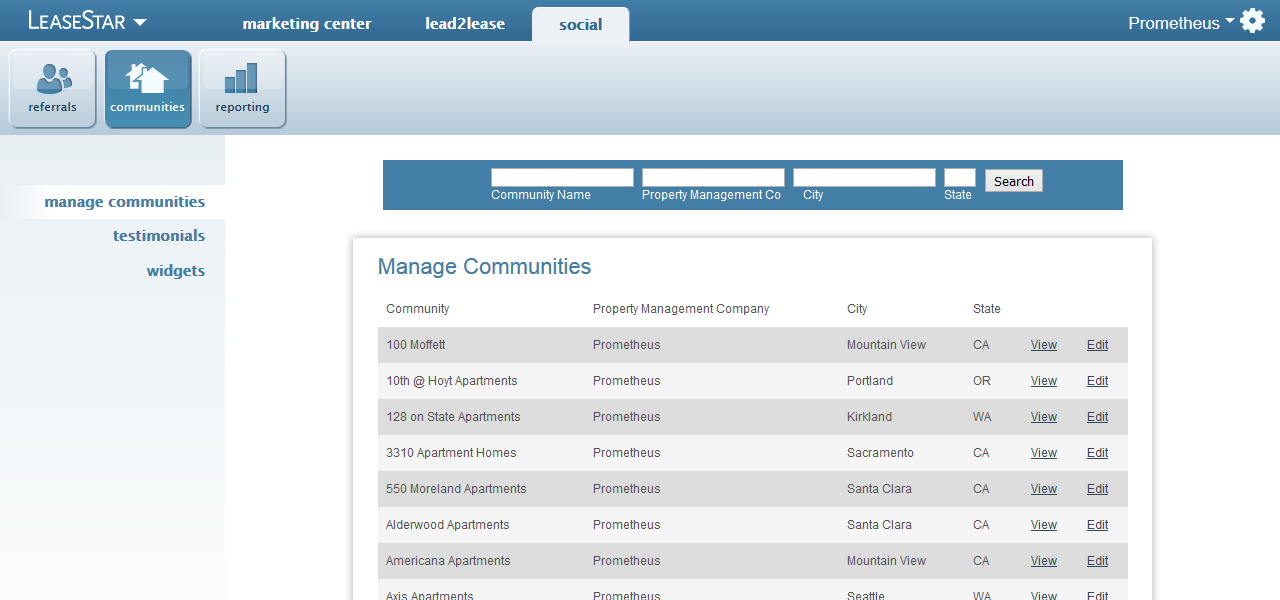 LEASESTAR marketing center lead2lease social Prometheus
referrals communities reporting
Search
Community Name Property Management Co City State
manage communities
testimonials
widgets
Manage Communities
Community Property Management Company City State
100 Moffett Prometheus Mountain View CA View Edit
10th @ Hoyt Apartments Prometheus Portland OR View Edit
128 on State Apartments Prometheus Kirkland WA View Edit
3310 Apartment Homes Prometheus Sacramento CA View Edit
550 Moreland Apartments Prometheus Santa Clara CA View Edit
Alderwood Apartments Prometheus Santa Clara CA View Edit
Americana Apartments Prometheus Mountain View CA View Edit
Axis Apartments Prometheus Seattle WA View Edit